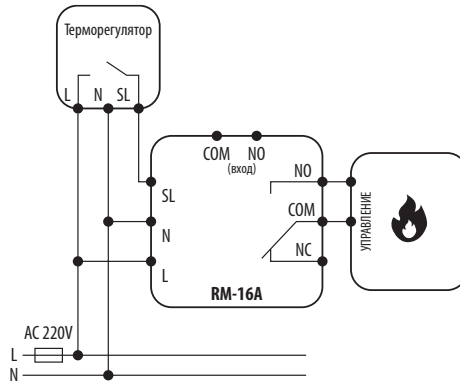 Терморегулятор
L N SL
COM NO
(вход)
NO
SL
COM
N
NC
L
RM-16A
УПРАВЛЕНИЕ
AC 220V
L
N